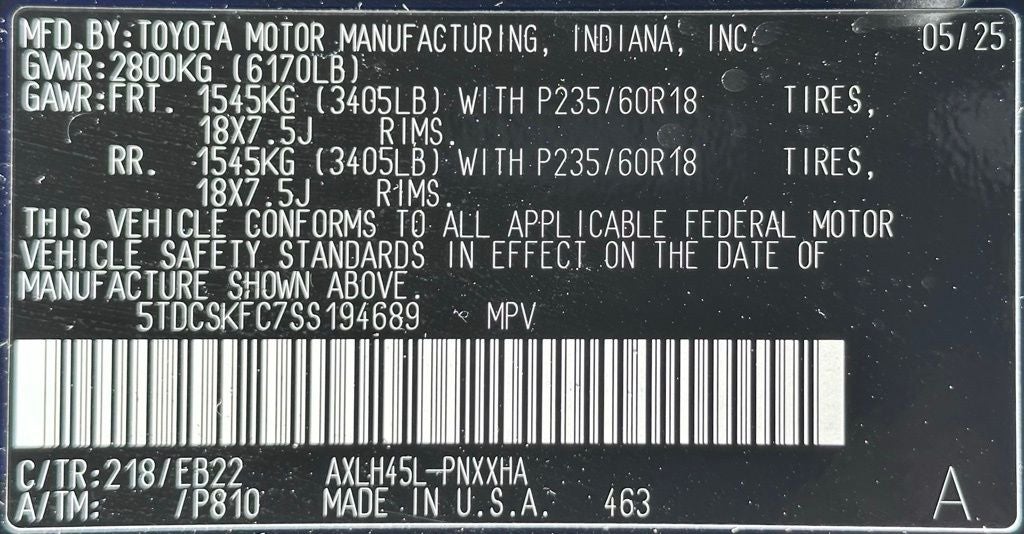 MFD.BY:TOYOTA MOTOR MANUFACTURING, INDIANA, INC. 05/25
GVWR:2800KG (6170LB)
GAWR:FRT. 1545KG (3405LB) WITH P235/60R18 TIRES,
18X7.5J RIMS.
RR. 1545KG (3405LB) WITH P235/60R18 TIRES,
18X7.5J RIMS.
THIS VEHICLE CONFORMS TO ALL APPLICABLE FEDERAL MOTOR
VEHICLE SAFETY STANDARDS IN EFFECT ON THE DATE OF
MANUFACTURE SHOWN ABOVE.
5TDCSKFC7SS194689 MPV
C/TR:218/EB22 AXLH45L-PNXXHA
A/TM: /P810 MADE IN U.S.A. 463 A